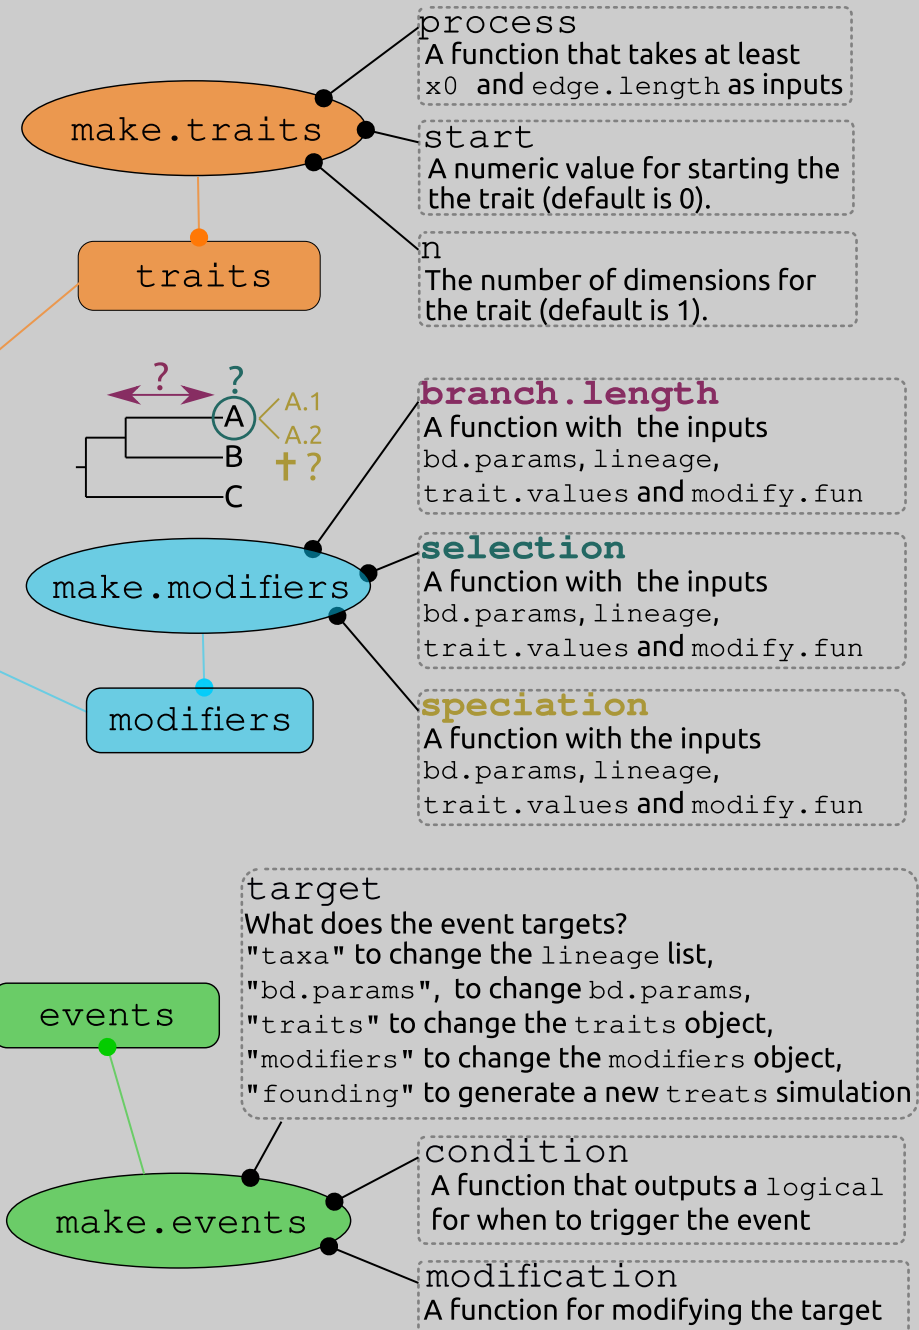 process
A function that takes at least
x0 and edge.length as inputs
make.traits
start
A numeric value for starting the
the trait (default is 0).
n
The number of dimensions for
the trait (default is 1).
traits
? ?
A A.1
A.2
B † ?
C
branch.length
A function with the inputs
bd.params, lineage,
trait.values and modify.fun
make.modifiers
selection
A function with the inputs
bd.params, lineage,
trait.values and modify.fun
modifiers
speciation
A function with the inputs
bd.params, lineage,
trait.values and modify.fun
target
What does the event targets?
"taxa" to change the lineage list,
"bd.params", to change bd.params,
"traits" to change the traits object,
"modifiers" to change the modifiers object,
"founding" to generate a new treats simulation
events
condition
A function that outputs a logical
for when to trigger the event
make.events
modification
A function for modifying the target